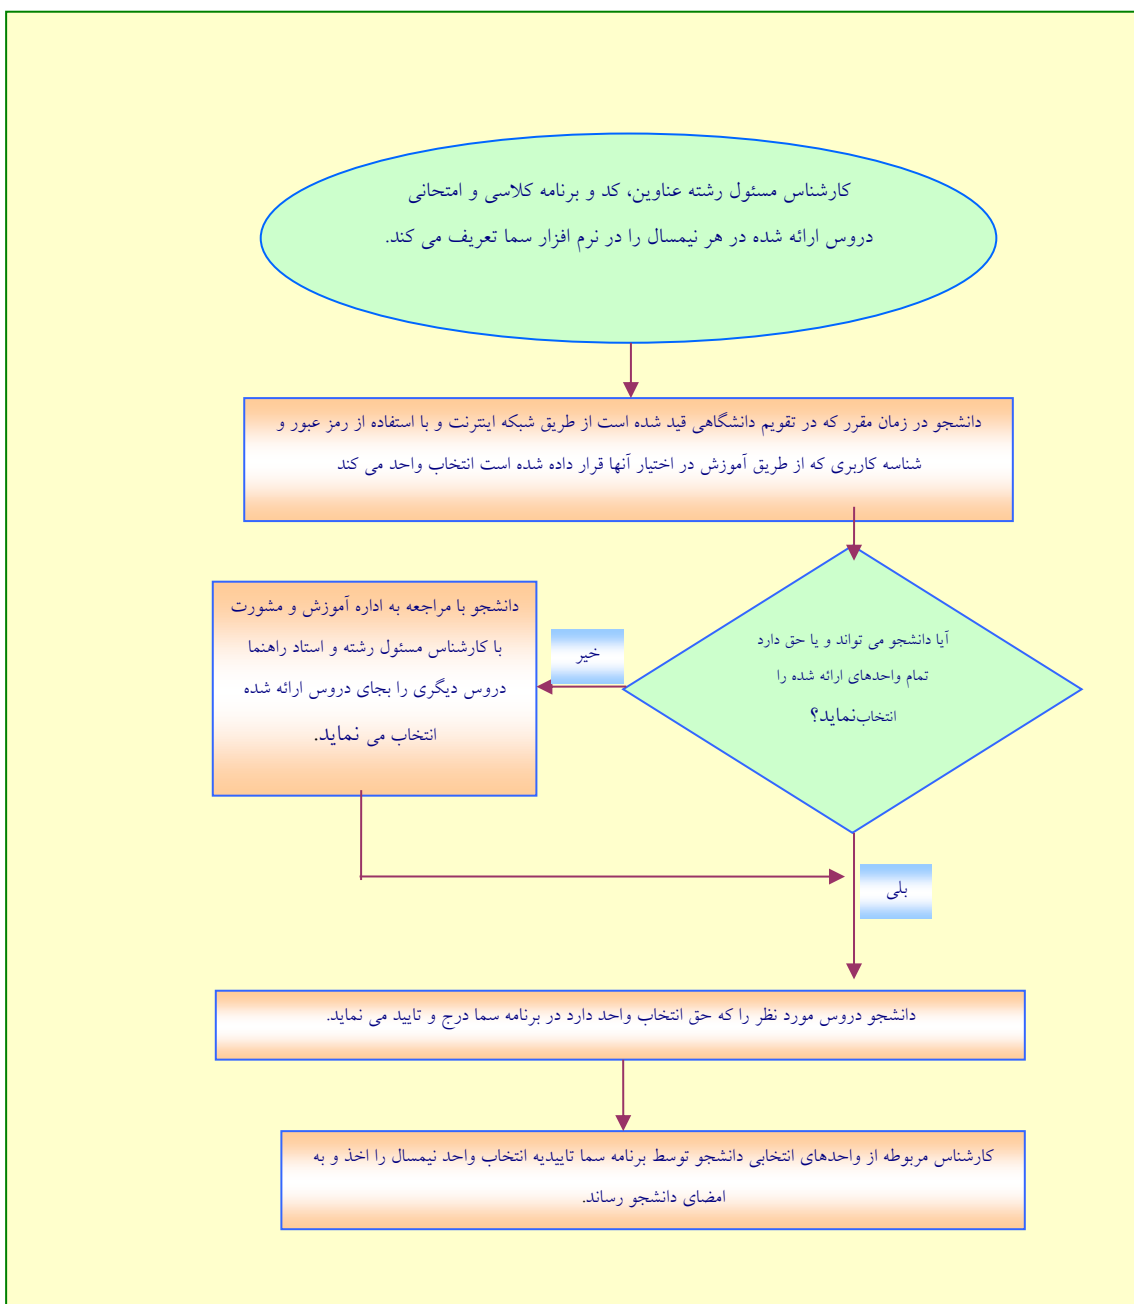 کارشناس مسئول رشته عناوین، کد و برنامه کلاسی و امتحانی
دروس ارائه شده در هر نیمسال را در نرم افزار سما تعریف می کند.
دانشجو در زمان مقرر که در تقویم دانشگاهی قید شده است از طریق شبکه اینترنت و با استفاده از رمز عبور و
شناسه کاربری که از طریق آموزش در اختیار آنها قرار داده شده است انتخاب واحد می کند
آیا دانشجو می تواند و یا حق دارد
تمام واحدهای ارائه شده را
انتخاب‌نماید؟
خیر
دانشجو با مراجعه به اداره آموزش و مشورت
با کارشناس مسئول رشته و استاد راهنما
دروس دیگری را بجای دروس ارائه شده
انتخاب می نماید.
بلی
دانشجو دروس مورد نظر را که حق انتخاب واحد دارد در برنامه سما درج و تایید می نماید.
کارشناس مربوطه از واحدهای انتخابی دانشجو توسط برنامه سما تاییدیه انتخاب واحد نیمسال را اخذ و به
امضای دانشجو رساند.